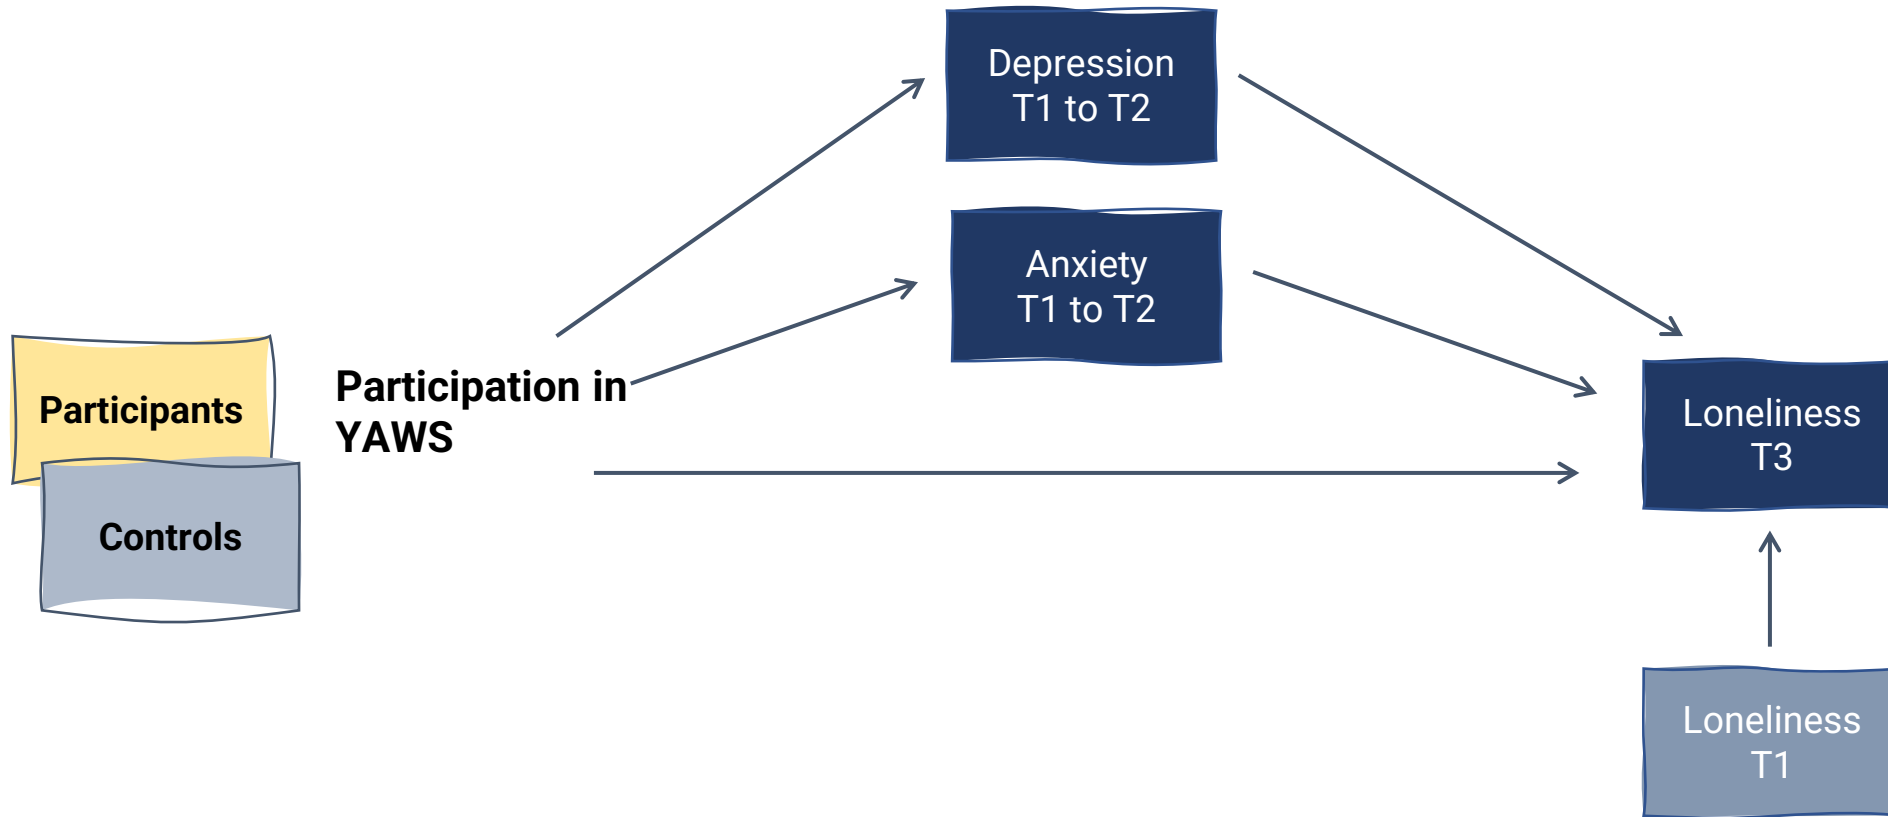 Depression
T1 to T2
Anxiety
T1 to T2
Participants
Participation in
YAWS
Controls
Loneliness
T3
Loneliness
T1